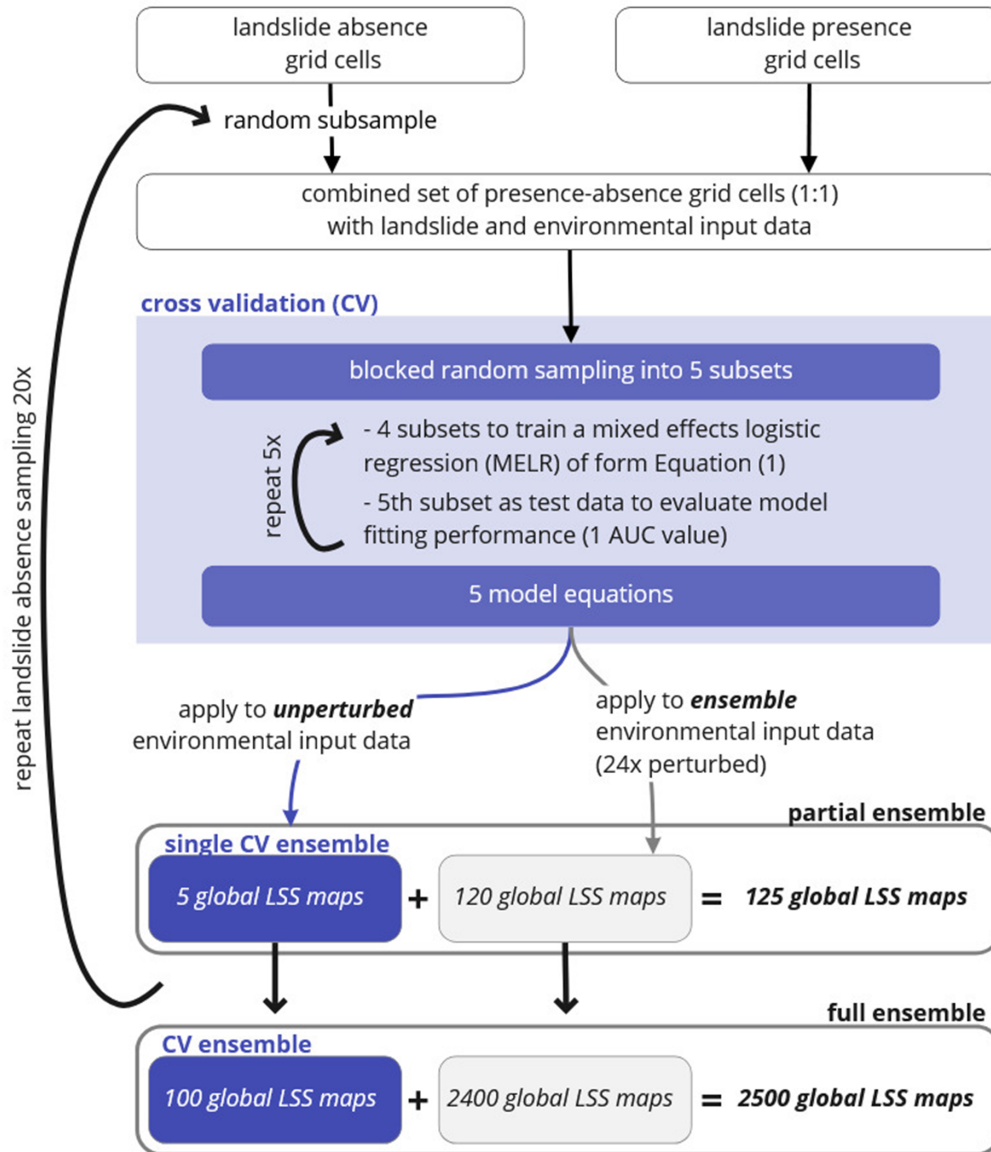 landslide absence
grid cells
landslide presence
grid cells
random subsample
combined set of presence-absence grid cells (1:1)
with landslide and environmental input data
cross validation (CV)
blocked random sampling into 5 subsets
repeat 5x
- 4 subsets to train a mixed effects logistic
regression (MELR) of form Equation (1)
- 5th subset as test data to evaluate model
fitting performance (1 AUC value)
5 model equations
repeat landslide absence sampling 20x
apply to unperturbed
environmental input data
apply to ensemble
environmental input data
(24x perturbed)
partial ensemble
single CV ensemble
5 global LSS maps + 120 global LSS maps = 125 global LSS maps
full ensemble
CV ensemble
100 global LSS maps + 2400 global LSS maps = 2500 global LSS maps